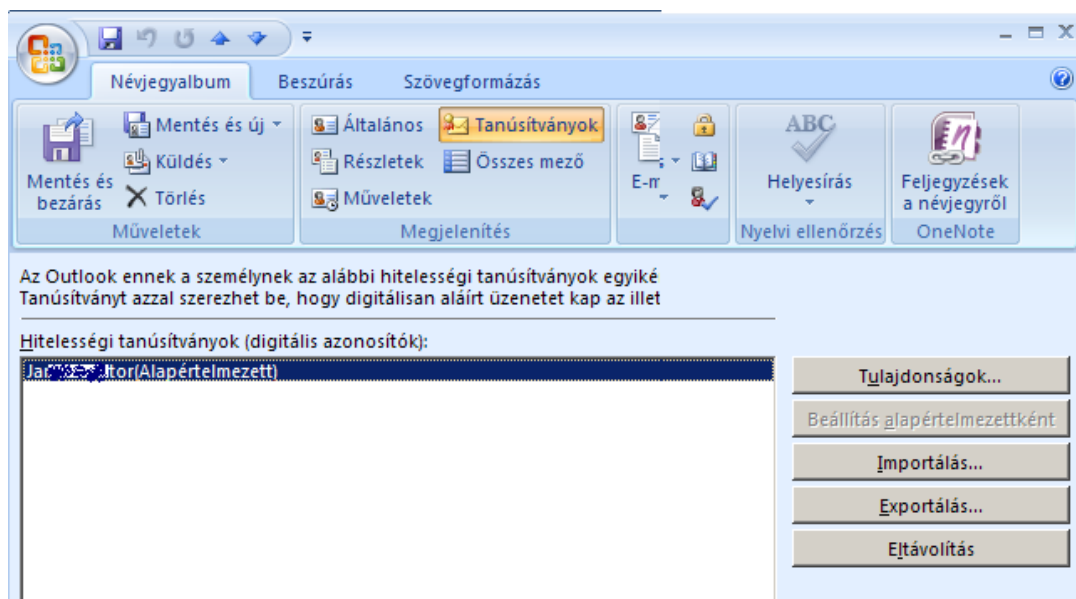 Névjegyalbum Beszúrás Szövegformázás
Mentés és bezárás
Mentés és új
Küldés
Törlés
Műveletek
Általános
Tanúsítványok
Részletek
Összes mező
Műveletek
Megjelenítés
ABC
Helyesírás
Nyelvi ellenőrzés
Feljegyzések
a névjegyről
OneNote
Az Outlook ennek a személynek az alábbi hitelességi tanúsítványok egyiké
Tanúsítványt azzal szerezhet be, hogy digitálisan aláírt üzenetet kap az illet
Hitelességi tanúsítványok (digitális azonosítók):
(Alapértelmezett)
Tulajdonságok...
Beállítás alapértelmezettként
Importálás...
Exportálás...
Eltávolítás